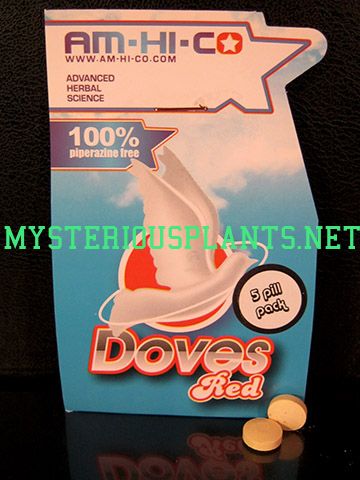 AM-HI-CO
WWW.AM-HI-CO.COM
ADVANCED
HERBAL
SCIENCE
100%
piperazine free
MYSTERIOUSPLANTS.NET
5 pill
pack
Doves
Red